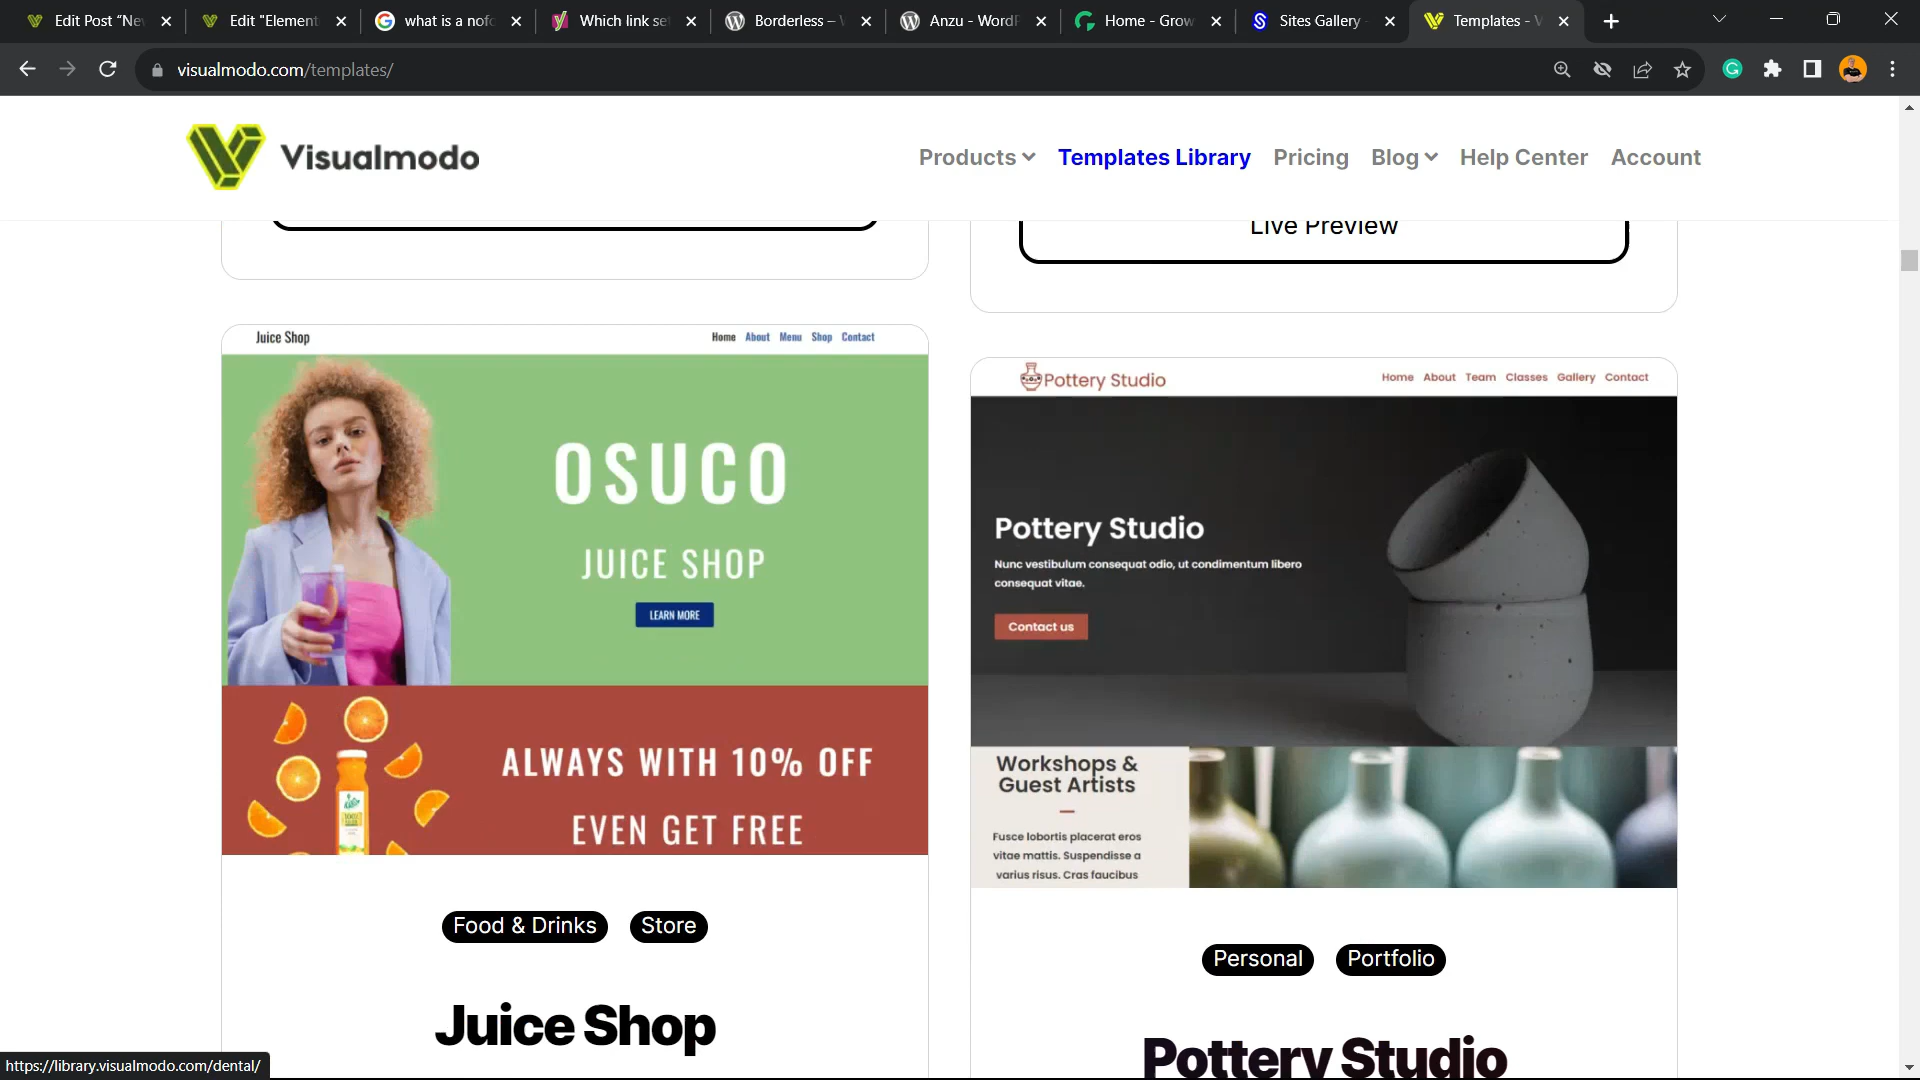 Edit Post “Nev
Edit "Element
what is a nofo
Which link set
Borderless – V
Anzu - WordP
Home - Grow
Sites Gallery
Templates - V
visualmodo.com/templates/
Visualmodo
Products
Templates Library
Pricing
Blog
Help Center
Account
Live Preview
Juice Shop
Home About Menu Shop Contact
OSUCO
JUICE SHOP
LEARN MORE
ALWAYS WITH 10% OFF
EVEN GET FREE
Food & Drinks
Store
Juice Shop
Pottery Studio
Home About Team Classes Gallery Contact
Pottery Studio
Nunc vestibulum consequat odio, ut condimentum libero
consequat vitae.
Contact us
Workshops &
Guest Artists
Fusce lobortis placerat eros
vitae mattis. Suspendisse a
varius risus. Cras faucibus
Personal
Portfolio
Pottery Studio
https://library.visualmodo.com/dental/